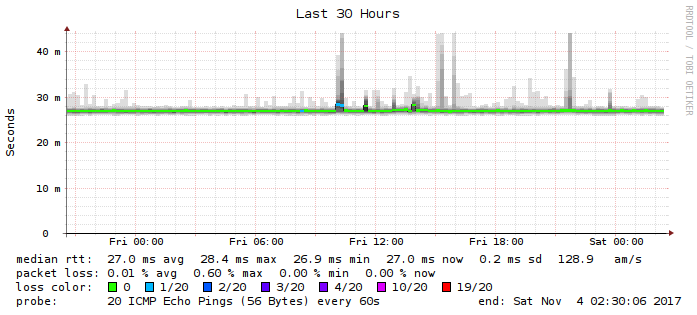 Last 30 Hours
RRDTOOL / TOBI OETIKER
Seconds
40 m
30 m
20 m
10 m
0
Fri 00:00 Fri 06:00 Fri 12:00 Fri 18:00 Sat 00:00
median rtt: 27.0 ms avg 28.4 ms max 26.9 ms min 27.0 ms now 0.2 ms sd 128.9 am/s
packet loss: 0.01 % avg 0.60 % max 0.00 % min 0.00 % now
loss color: 0 1/20 2/20 3/20 4/20 10/20 19/20
probe: 20 ICMP Echo Pings (56 Bytes) every 60s end: Sat Nov 4 02:30:06 2017